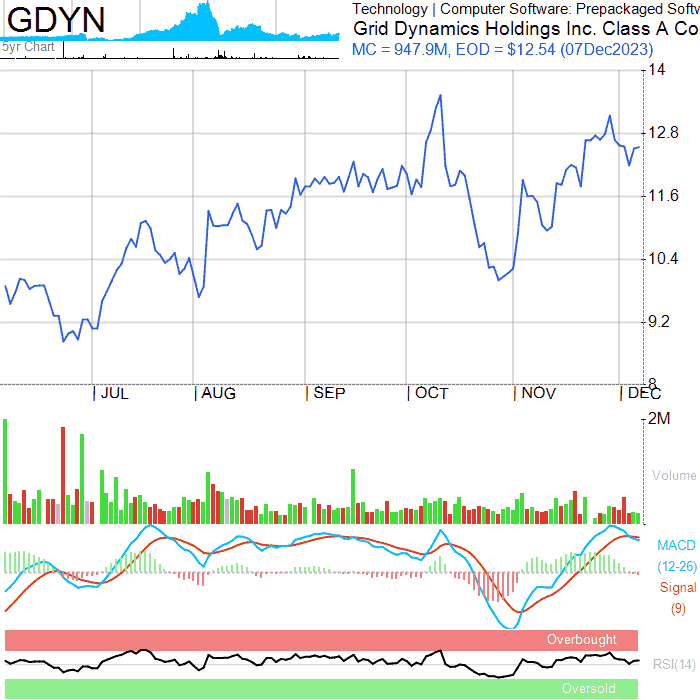 GDYN
5yr Chart
Technology | Computer Software: Prepackaged Softw
Grid Dynamics Holdings Inc. Class A Co
MC = 947.9M, EOD = $12.54 (07Dec2023)
14
12.8
11.6
10.4
9.2
8
JUL AUG SEP OCT NOV DEC
2M
Volume
MACD
(12-26)
Signal
(9)
Overbought
RSI(14)
Oversold